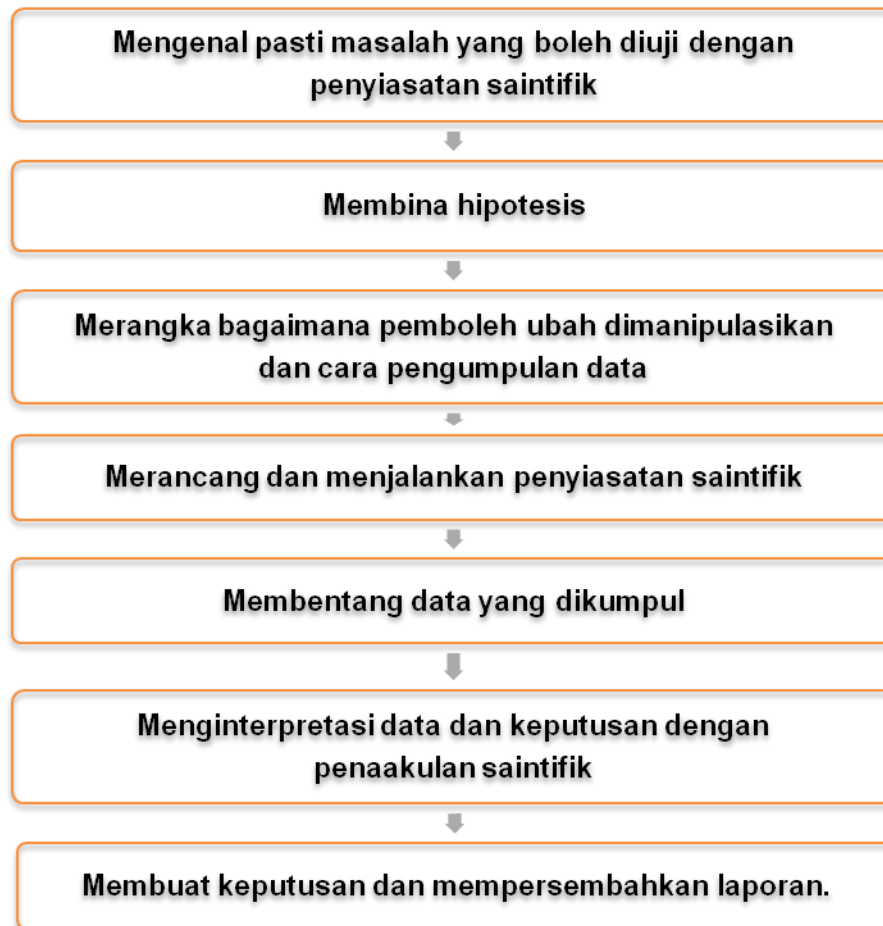 Mengenal pasti masalah yang boleh diuji dengan
penyiasatan saintifik
Membina hipotesis
Merangka bagaimana pemboleh ubah dimanipulasikan
dan cara pengumpulan data
Merancang dan menjalankan penyiasatan saintifik
Membentang data yang dikumpul
Menginterpretasi data dan keputusan dengan
penaakulan saintifik
Membuat keputusan dan mempersembahkan laporan.